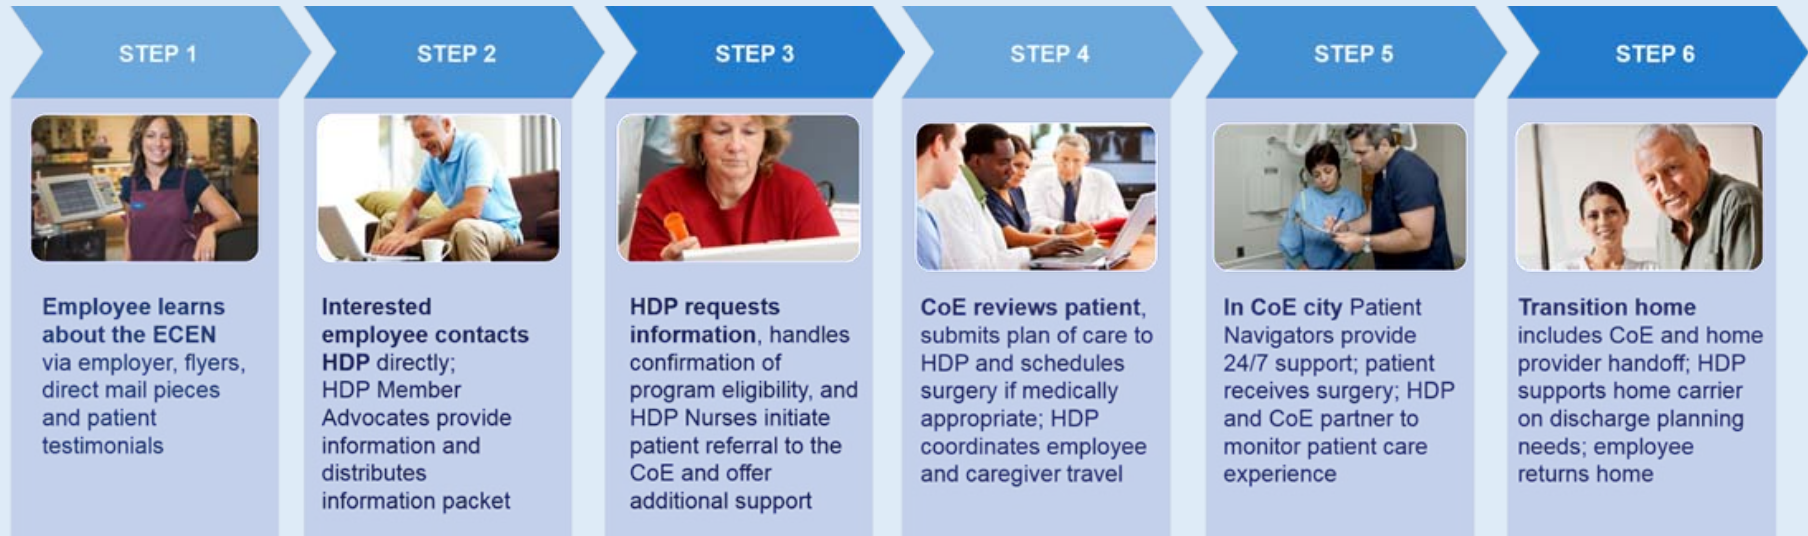 STEP 1
Employee learns
about the ECEN
via employer, flyers,
direct mail pieces
and patient
testimonials
STEP 2
Interested
employee contacts
HDP directly;
HDP Member
Advocates provide
information and
distributes
information packet
STEP 3
HDP requests
information, handles
confirmation of
program eligibility, and
HDP Nurses initiate
patient referral to the
CoE and offer
additional support
STEP 4
CoE reviews patient,
submits plan of care to
HDP and schedules
surgery if medically
appropriate; HDP
coordinates employee
and caregiver travel
STEP 5
In CoE city Patient
Navigators provide
24/7 support; patient
receives surgery; HDP
and CoE partner to
monitor patient care
experience
STEP 6
Transition home
includes CoE and home
provider handoff; HDP
supports home carrier
on discharge planning
needs; employee
returns home